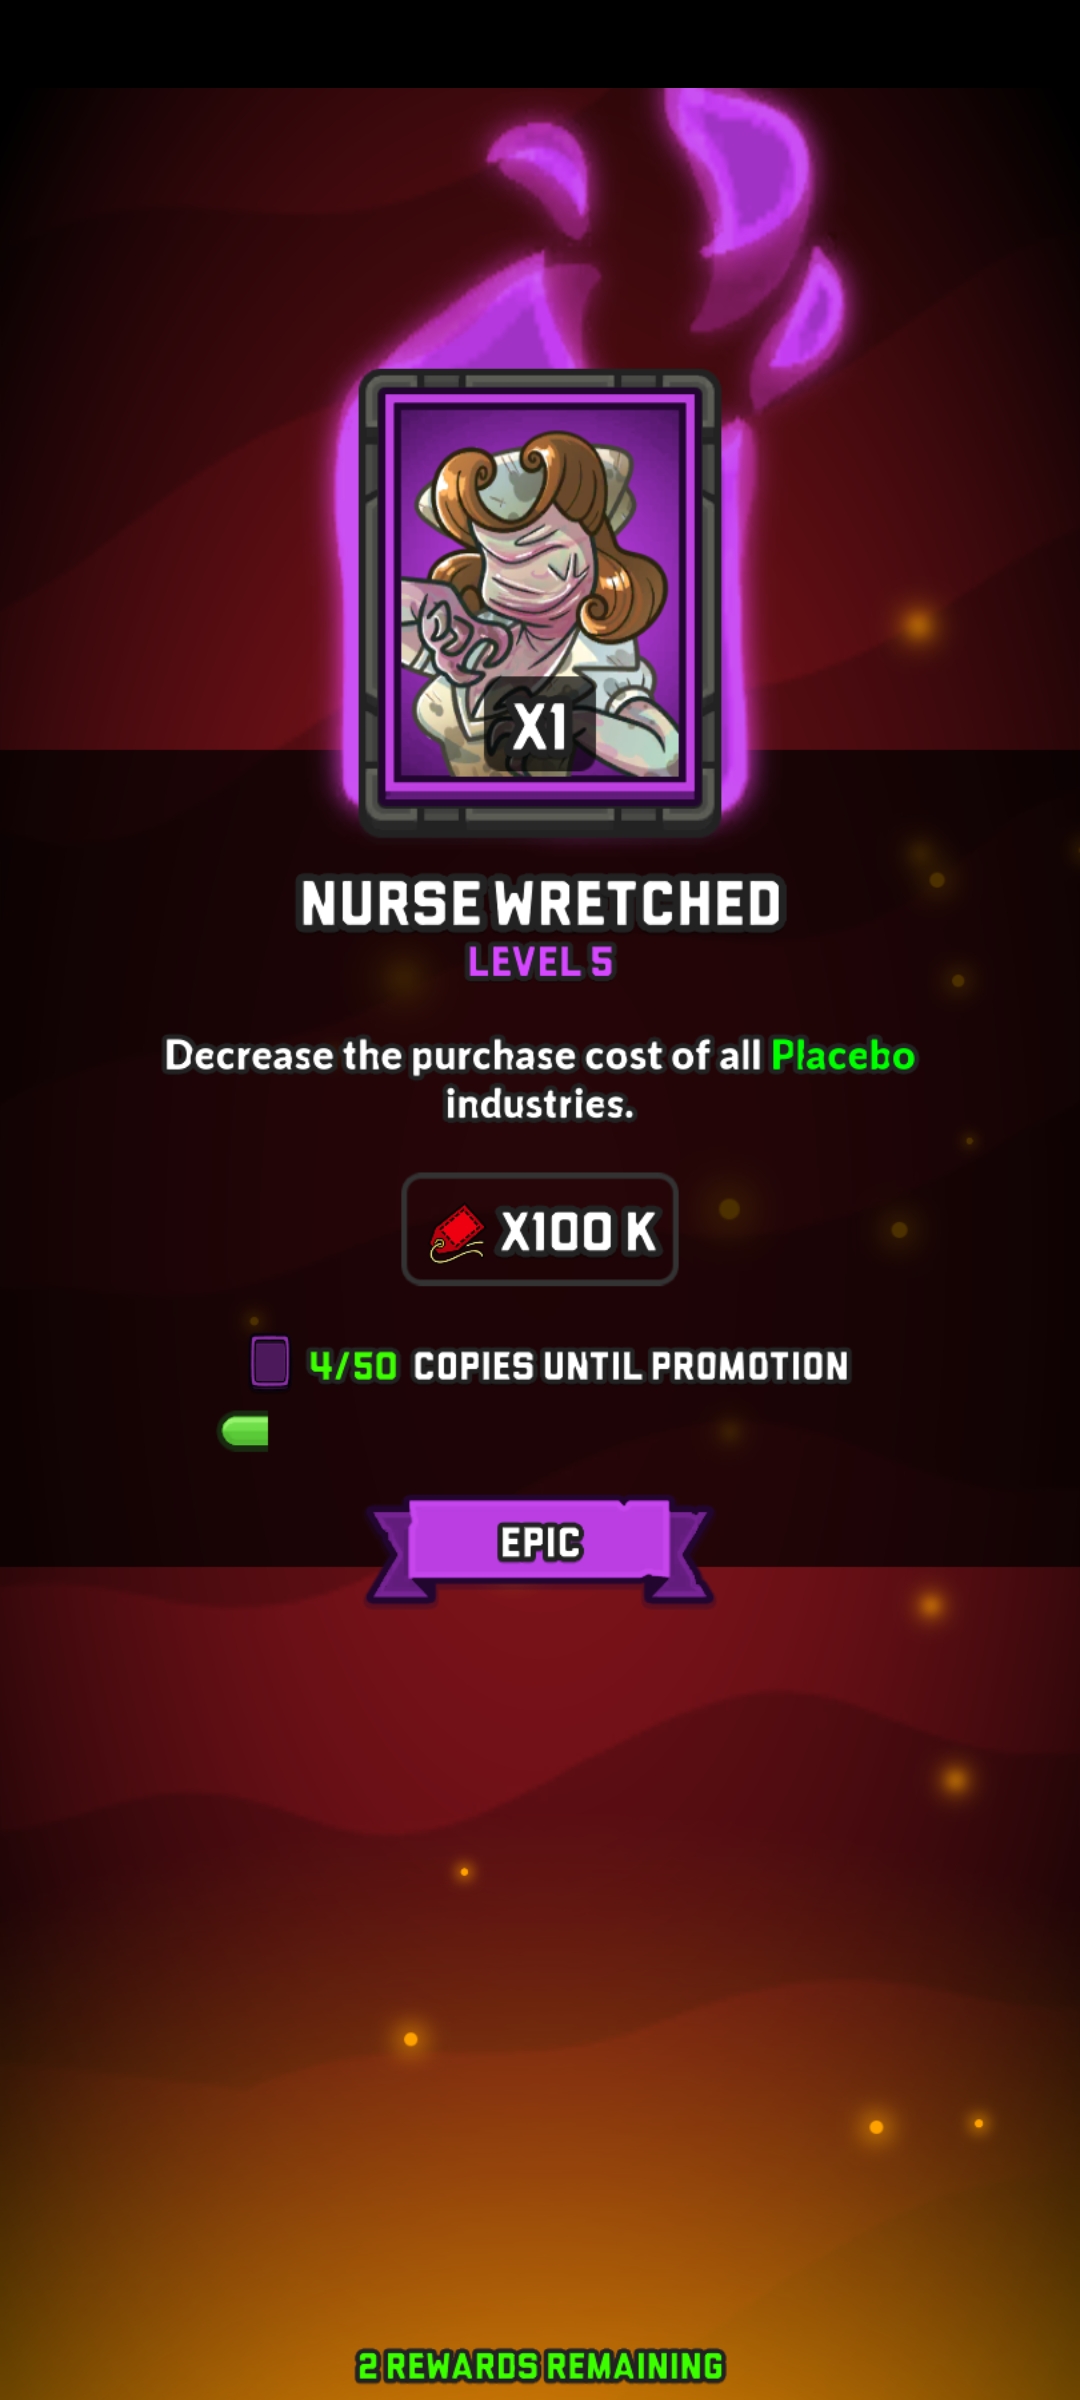 X1
NURSE WRETCHED
LEVEL 5
Decrease the purchase cost of all Placebo
industries.
X100 K
4/50 COPIES UNTIL PROMOTION
EPIC
2 REWARDS REMAINING